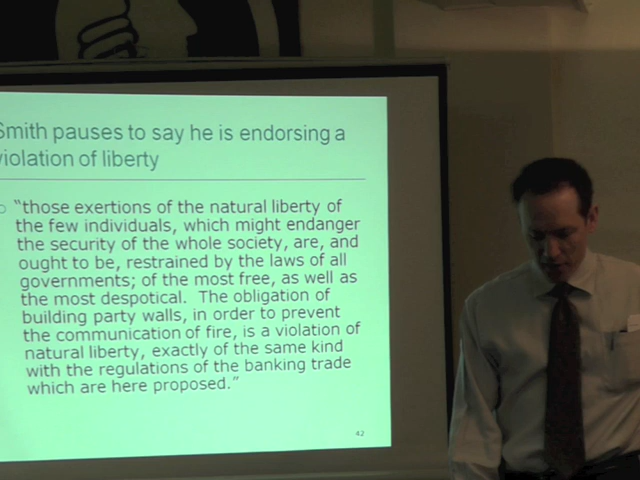 Smith pauses to say he is endorsing a
violation of liberty
"those exertions of the natural liberty of
the few individuals, which might endanger
the security of the whole society, are, and
ought to be, restrained by the laws of all
governments; of the most free, as well as
the most despotical. The obligation of
building party walls, in order to prevent
the communication of fire, is a violation of
natural liberty, exactly of the same kind
with the regulations of the banking trade
which are here proposed."
42